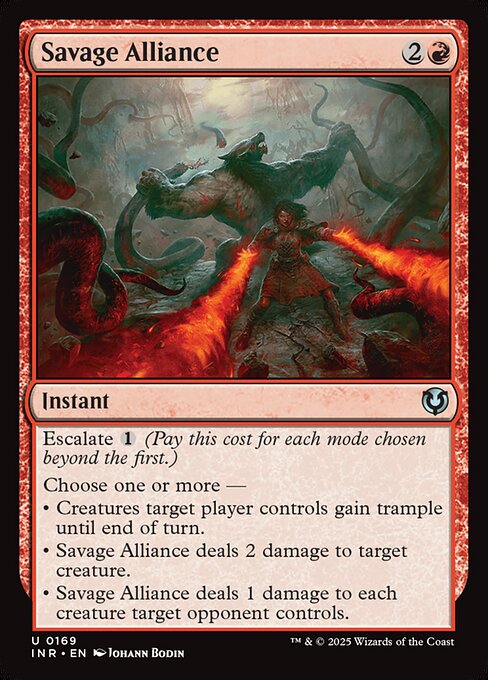 Savage Alliance 2
Instant
Escalate 1 (Pay this cost for each mode chosen
beyond the first.)
Choose one or more —
• Creatures target player controls gain trample
until end of turn.
• Savage Alliance deals 2 damage to target
creature.
• Savage Alliance deals 1 damage to each
creature target opponent controls.
U 0169
INR • EN Johann Bodin
™ & © 2025 Wizards of the Coast